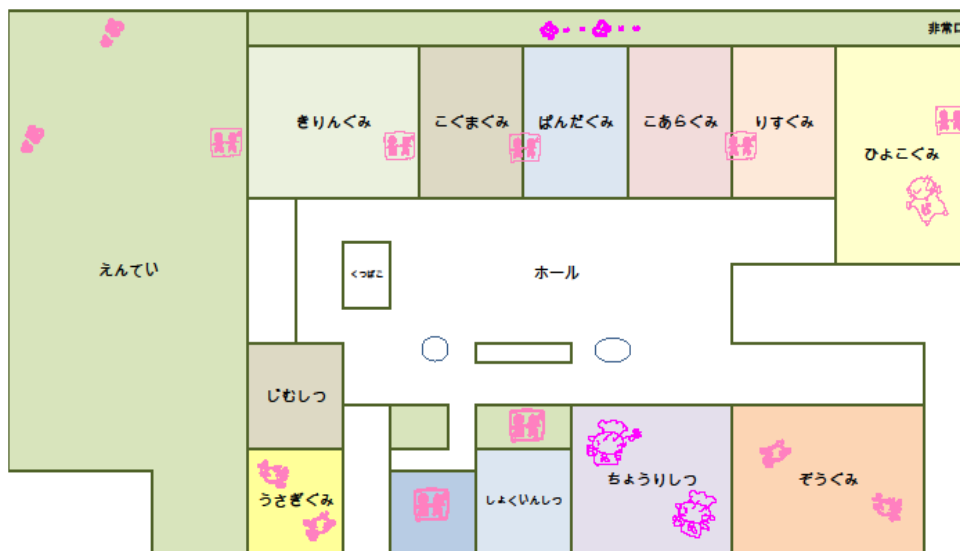 非常口
きりんぐみ
こぐまぐみ
ぱんだぐみ
こあらぐみ
りすぐみ
ひよこぐみ
えんてい
くつばこ
ホール
じむしつ
うさぎぐみ
しょくいんしつ
ちょうりしつ
ぞうぐみ